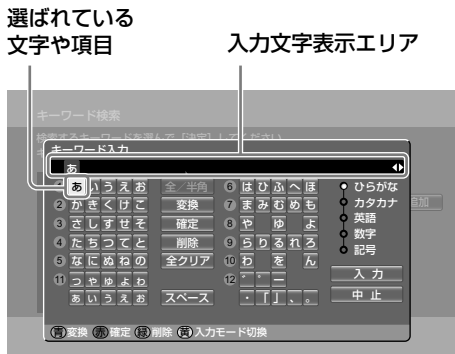 選ばれている
文字や項目
入力文字表示エリア
キーワード検索
検索するキーワードを選んで［決定］してください
キーワード入力
あ
① あ い う え お 全／半角 ⑥ は ひ ふ へ ほ ひらがな
② か き く け こ 変換 ⑦ ま み む め も カタカナ
追加
③ さ し す せ そ 確定 ⑧ や ゆ よ 英語
④ た ち つ て と 削除 ⑨ ら り る れ ろ 数字
⑤ な に ぬ ね の 全クリア ⑩ わ を ん 記号
⑪ っ ゃ ゅ ょ ゎ ⑫ ゛ ゜ ー 入 力
ぁ ぃ ぅ ぇ ぉ スペース ・ 「 」 、 。 中 止
青 変換 赤 確定 緑 削除 黄 入力モード切換